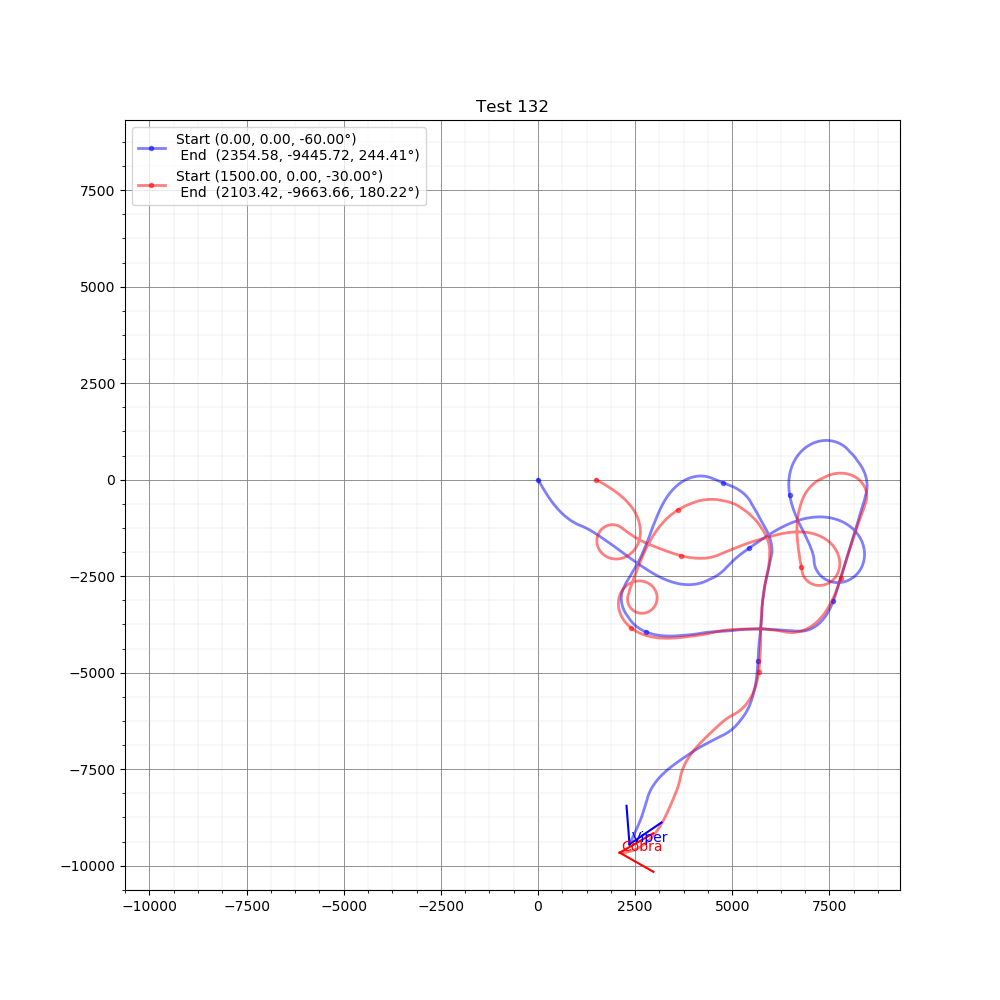 Test 132
Start (0.00, 0.00, -60.00°)
End (2354.58, -9445.72, 244.41°)
Start (1500.00, 0.00, -30.00°)
End (2103.42, -9663.66, 180.22°)
7500
5000
2500
0
−2500
−5000
−7500
−10000
Viper
Cobra
−10000 −7500 −5000 −2500 0 2500 5000 7500